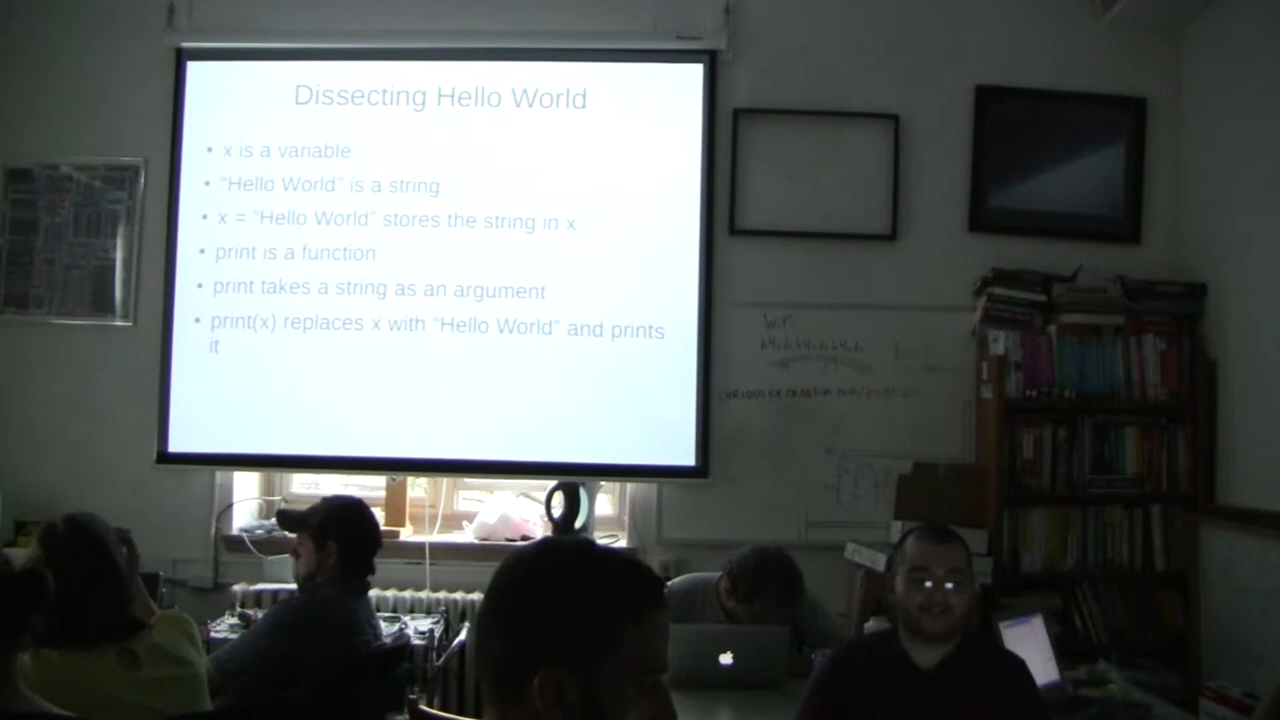 Dissecting Hello World
• x is a variable
• “Hello World” is a string
• x = “Hello World” stores the string in x
• print is a function
• print takes a string as an argument
• print(x) replaces x with “Hello World” and prints
it